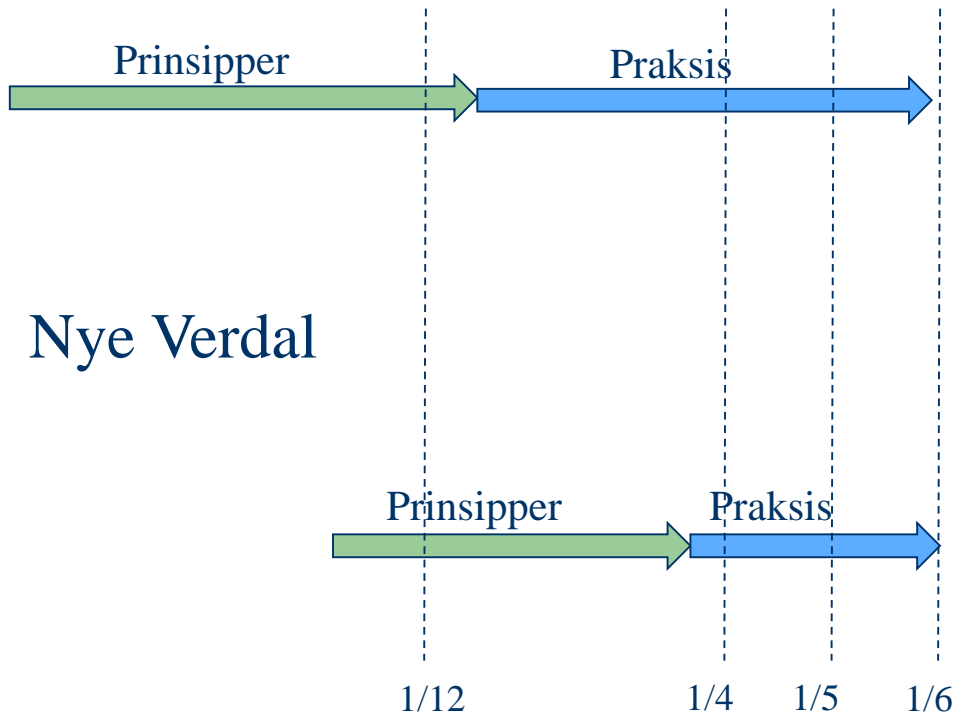 Prinsipper
Praksis
Nye Verdal
Prinsipper
Praksis
1/12
1/4
1/5
1/6